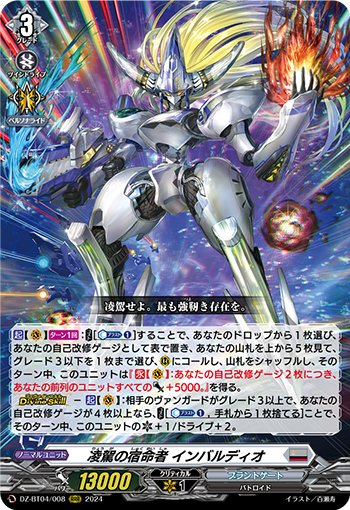 3
グレード
ツインドライブ
ペルソナライド
凌駕せよ。最も強靭き存在を。
起【Ⓥ】ターン1回:[ブラスト①]することで、あなたのドロップから1枚選び、
あなたの自己改修ゲージとして表で置き、あなたの山札を上から5枚見て、
グレード3以下を1枚まで選び、Ⓡにコールし、山札をシャッフルし、そ
のターン中、このユニットは『永【Ⓥ】:あなたの自己改修ゲージ2枚につき、
あなたの前列のユニットすべての+5000。』を得る。
Divine Skill - 起【Ⓥ】:相手のヴァンガードがグレード3以上で、あなたの
自己改修ゲージが4枚以上なら、[ブラスト①,手札から1枚捨てる]ことで、そ
のターン中、このユニットの+1/ドライブ+2。
ノーマルユニット
凌駕の宿命者 インバルディオ
パワー
13000
クリティカル
1
ブラントゲート
バトロイド
DZ-BT04/008 RRR 2024
イラスト/百瀬寿